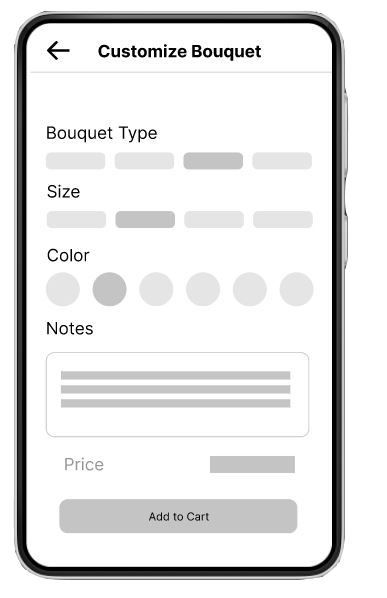 Customize Bouquet
Bouquet Type
Size
Color
Notes
Price
Add to Cart